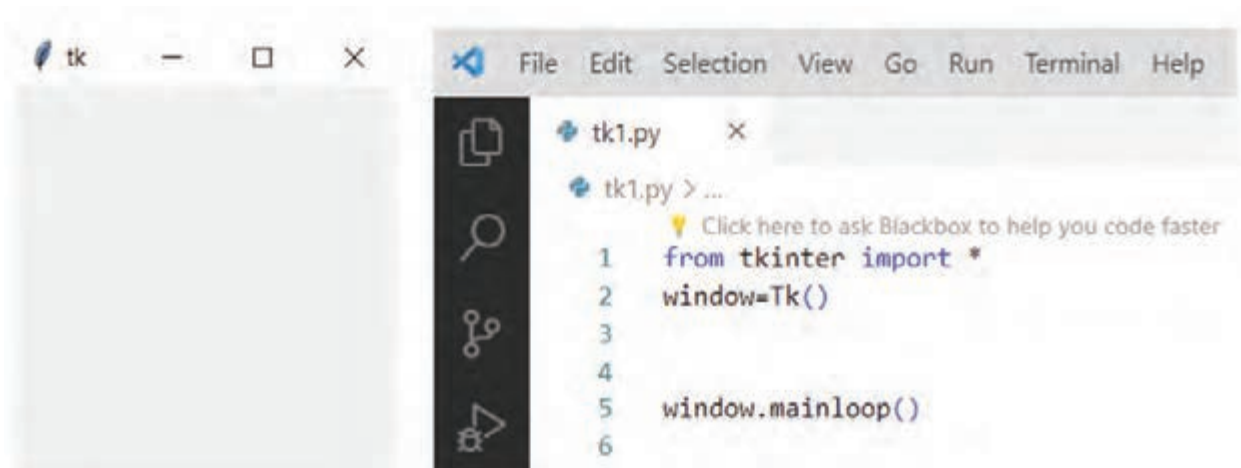 tk
File Edit Selection View Go Run Terminal Help
tk1.py
tk1.py > ...
Click here to ask Blackbox to help you code faster
1 from tkinter import *
2 window=Tk()
3
4
5 window.mainloop()
6